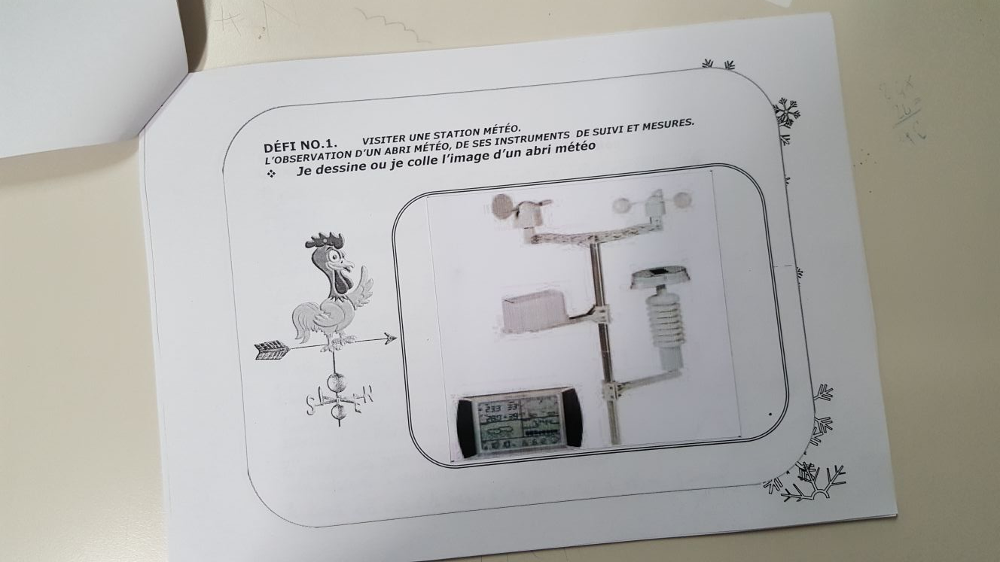 DÉFI NO.1. VISITER UNE STATION MÉTÉO.
L'OBSERVATION D'UN ABRI MÉTÉO, DE SES INSTRUMENTS DE SUIVI ET MESURES.
❖ Je dessine ou je colle l'image d'un abri météo
S E